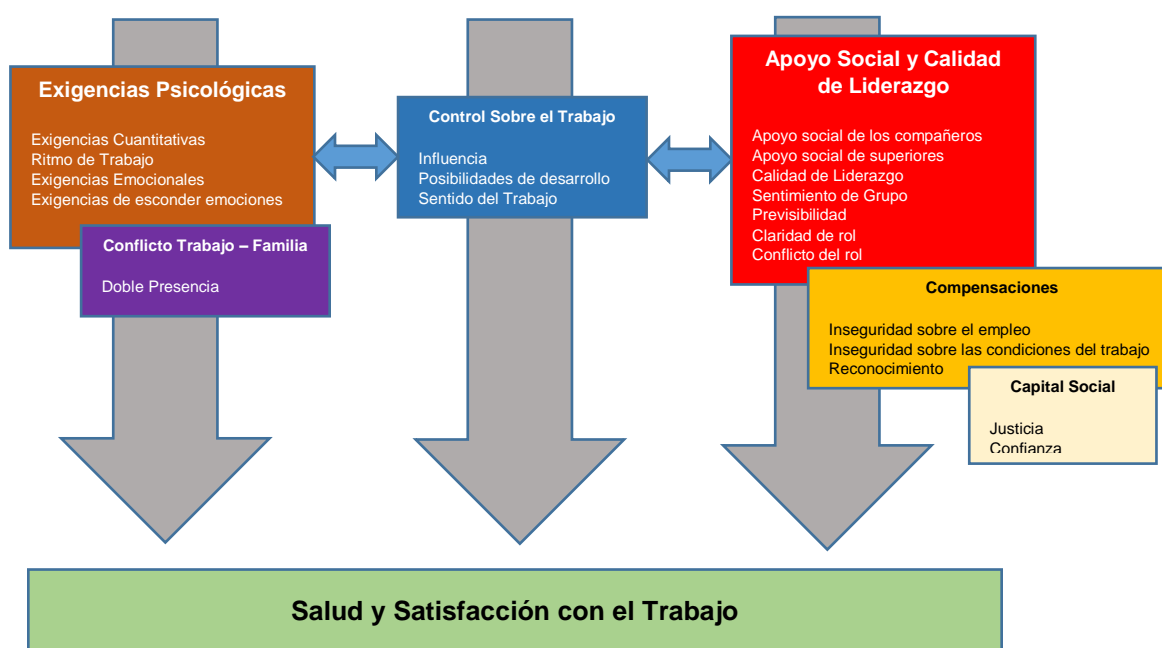 Exigencias Psicológicas
Exigencias Cuantitativas
Ritmo de Trabajo
Exigencias Emocionales
Exigencias de esconder emociones
Conflicto Trabajo – Familia
Doble Presencia
Control Sobre el Trabajo
Influencia
Posibilidades de desarrollo
Sentido del Trabajo
Apoyo Social y Calidad
de Liderazgo
Apoyo social de los compañeros
Apoyo social de superiores
Calidad de Liderazgo
Sentimiento de Grupo
Previsibilidad
Claridad de rol
Conflicto del rol
Compensaciones
Inseguridad sobre el empleo
Inseguridad sobre las condiciones del trabajo
Reconocimiento
Capital Social
Justicia
Confianza
Salud y Satisfacción con el Trabajo